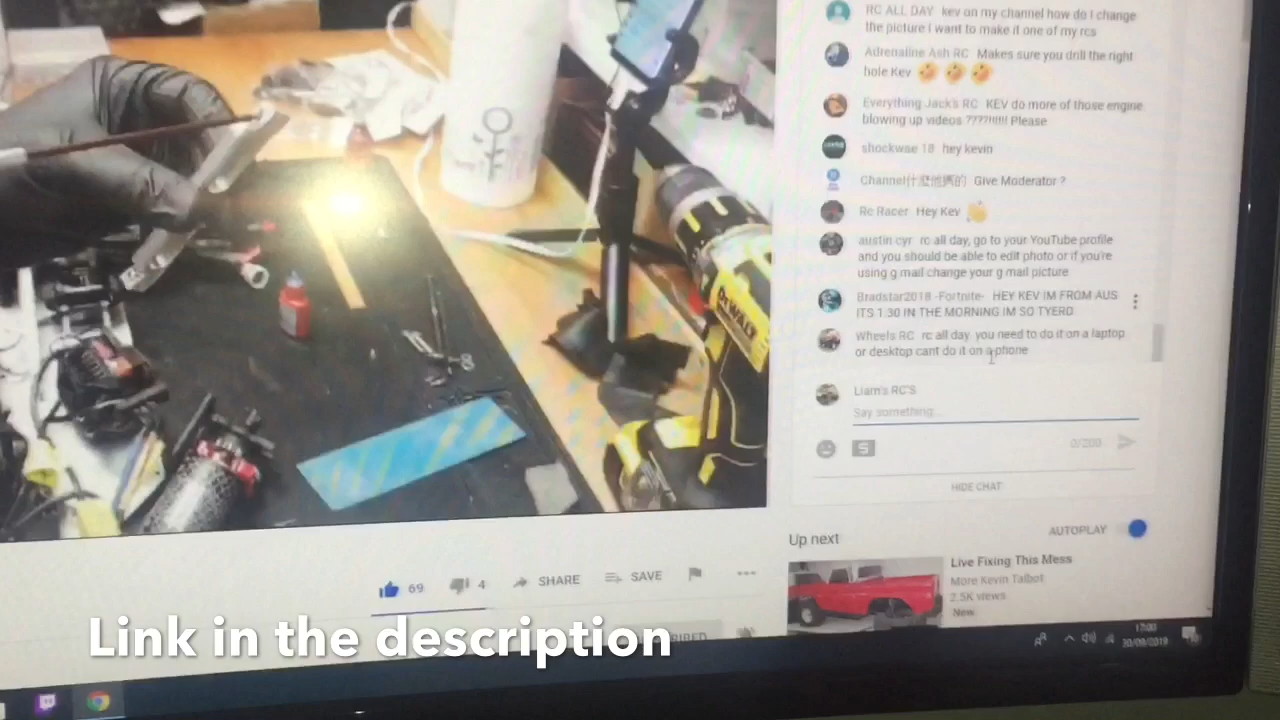 RC ALL DAY kev on my channel how do I change
the picture i want to make it one of my rcs
Adrenaline Ash RC Makes sure you drill the right
hole Kev 🤣 🤣 🤣
Everything Jack's RC KEV do more of those engine
blowing up videos ????!!!!!! Please
shockwae 18 hey kevin
Give Moderator ?
Rc Racer Hey Kev 👋
austin cyr rc all day, go to your YouTube profile
and you should be able to edit photo or if you're
using g mail change your g mail picture
Bradstar2018 -Fortnite- HEY KEV IM FROM AUS
ITS 1 30 IN THE MORNING IM SO TYERD
Wheels RC rc all day you need to do it on a laptop
or desktop cant do it on a phone
Liam's RC'S
Say something...
0/200
HIDE CHAT
DEWALT
Up next
AUTOPLAY
Live Fixing This Mess
More Kevin Talbot
2.5K views
New
69
4
SHARE
SAVE
Link in the description
17:00
30/09/2019